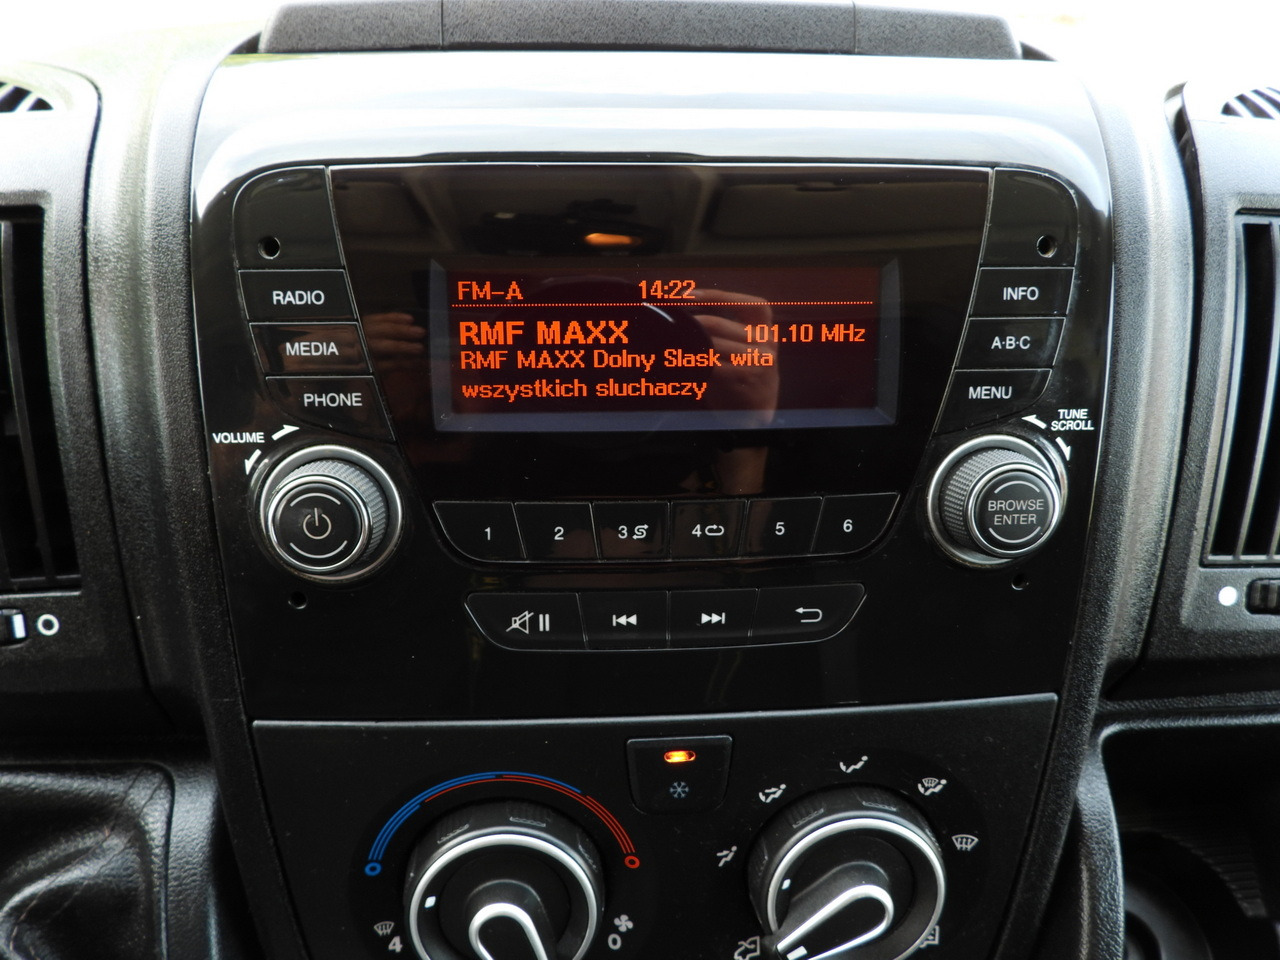 FM-A 14:22
RMF MAXX 101.10 MHz
RMF MAXX Dolny Slask wita
wszystkich sluchaczy
RADIO
MEDIA
PHONE
VOLUME
INFO
A·B·C
MENU
TUNE
SCROLL
BROWSE
ENTER
1 2 3 4 5 6
4 0